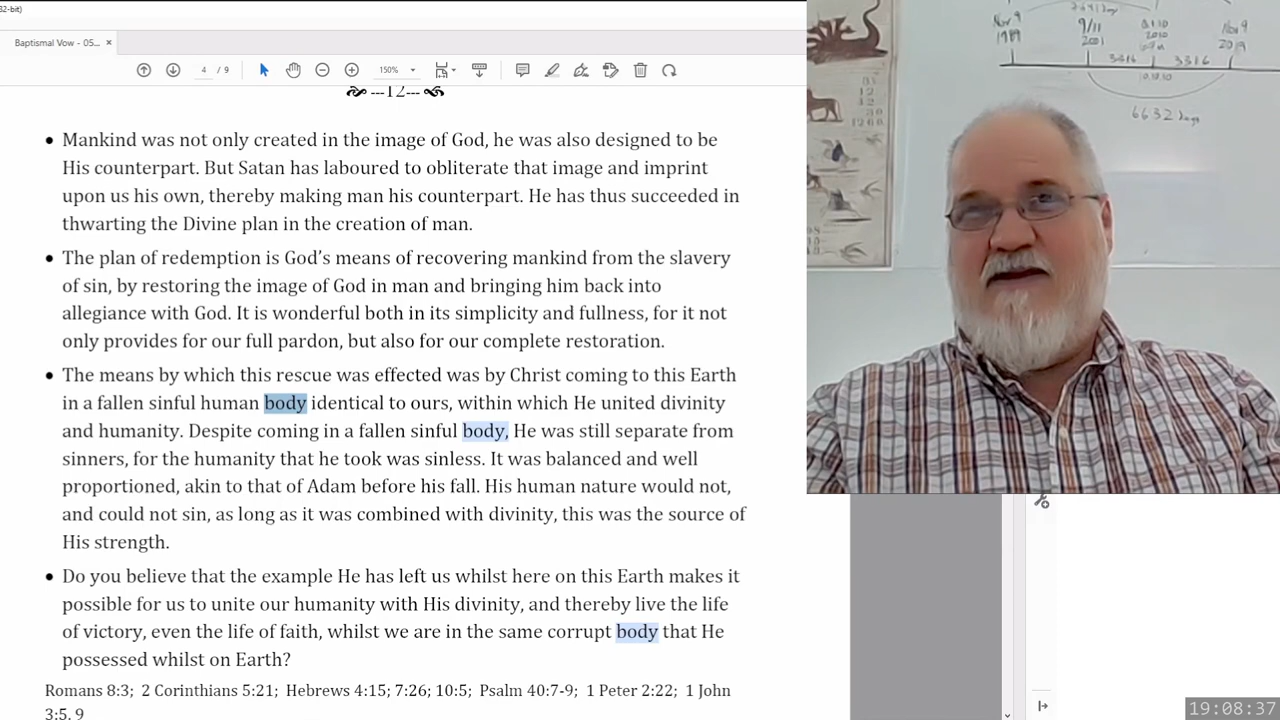 32-bit)
Baptismal Vow - 05... ×
4 / 9
150%
---12---
• Mankind was not only created in the image of God, he was also designed to be
His counterpart. But Satan has laboured to obliterate that image and imprint
upon us his own, thereby making man his counterpart. He has thus succeeded in
thwarting the Divine plan in the creation of man.
• The plan of redemption is God's means of recovering mankind from the slavery
of sin, by restoring the image of God in man and bringing him back into
allegiance with God. It is wonderful both in its simplicity and fullness, for it not
only provides for our full pardon, but also for our complete restoration.
• The means by which this rescue was effected was by Christ coming to this Earth
in a fallen sinful human body identical to ours, within which He united divinity
and humanity. Despite coming in a fallen sinful body, He was still separate from
sinners, for the humanity that he took was sinless. It was balanced and well
proportioned, akin to that of Adam before his fall. His human nature would not,
and could not sin, as long as it was combined with divinity, this was the source of
His strength.
• Do you believe that the example He has left us whilst here on this Earth makes it
possible for us to unite our humanity with His divinity, and thereby live the life
of victory, even the life of faith, whilst we are in the same corrupt body that He
possessed whilst on Earth?
Romans 8:3; 2 Corinthians 5:21; Hebrews 4:15; 7:26; 10:5; Psalm 40:7-9; 1 Peter 2:22; 1 John
3:5, 9
Nov 9
1989
9/11
2001
2010
Nov 9
2019
3316
3316
6632 days
19:08:37